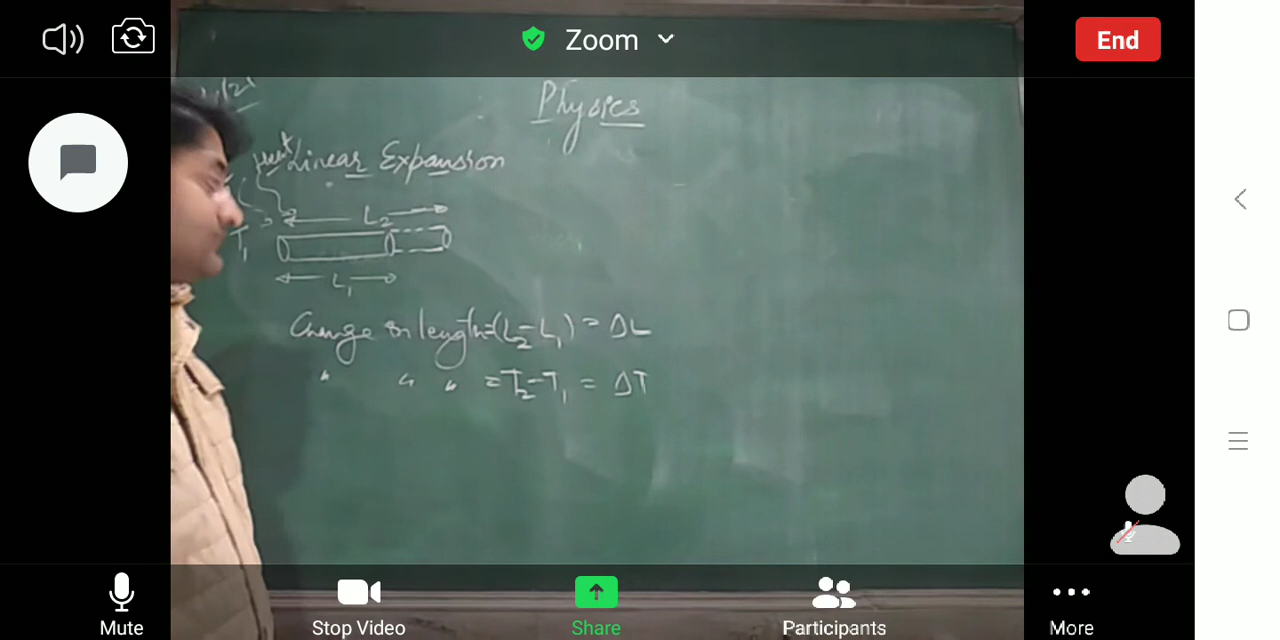 Zoom
End
Physics
Linear Expansion
L₂
T₁
L₁
Change in length=(L₂-L₁) = ΔL
" " " =T₂-T₁ = ΔT
Mute
Stop Video
Share
Participants
More